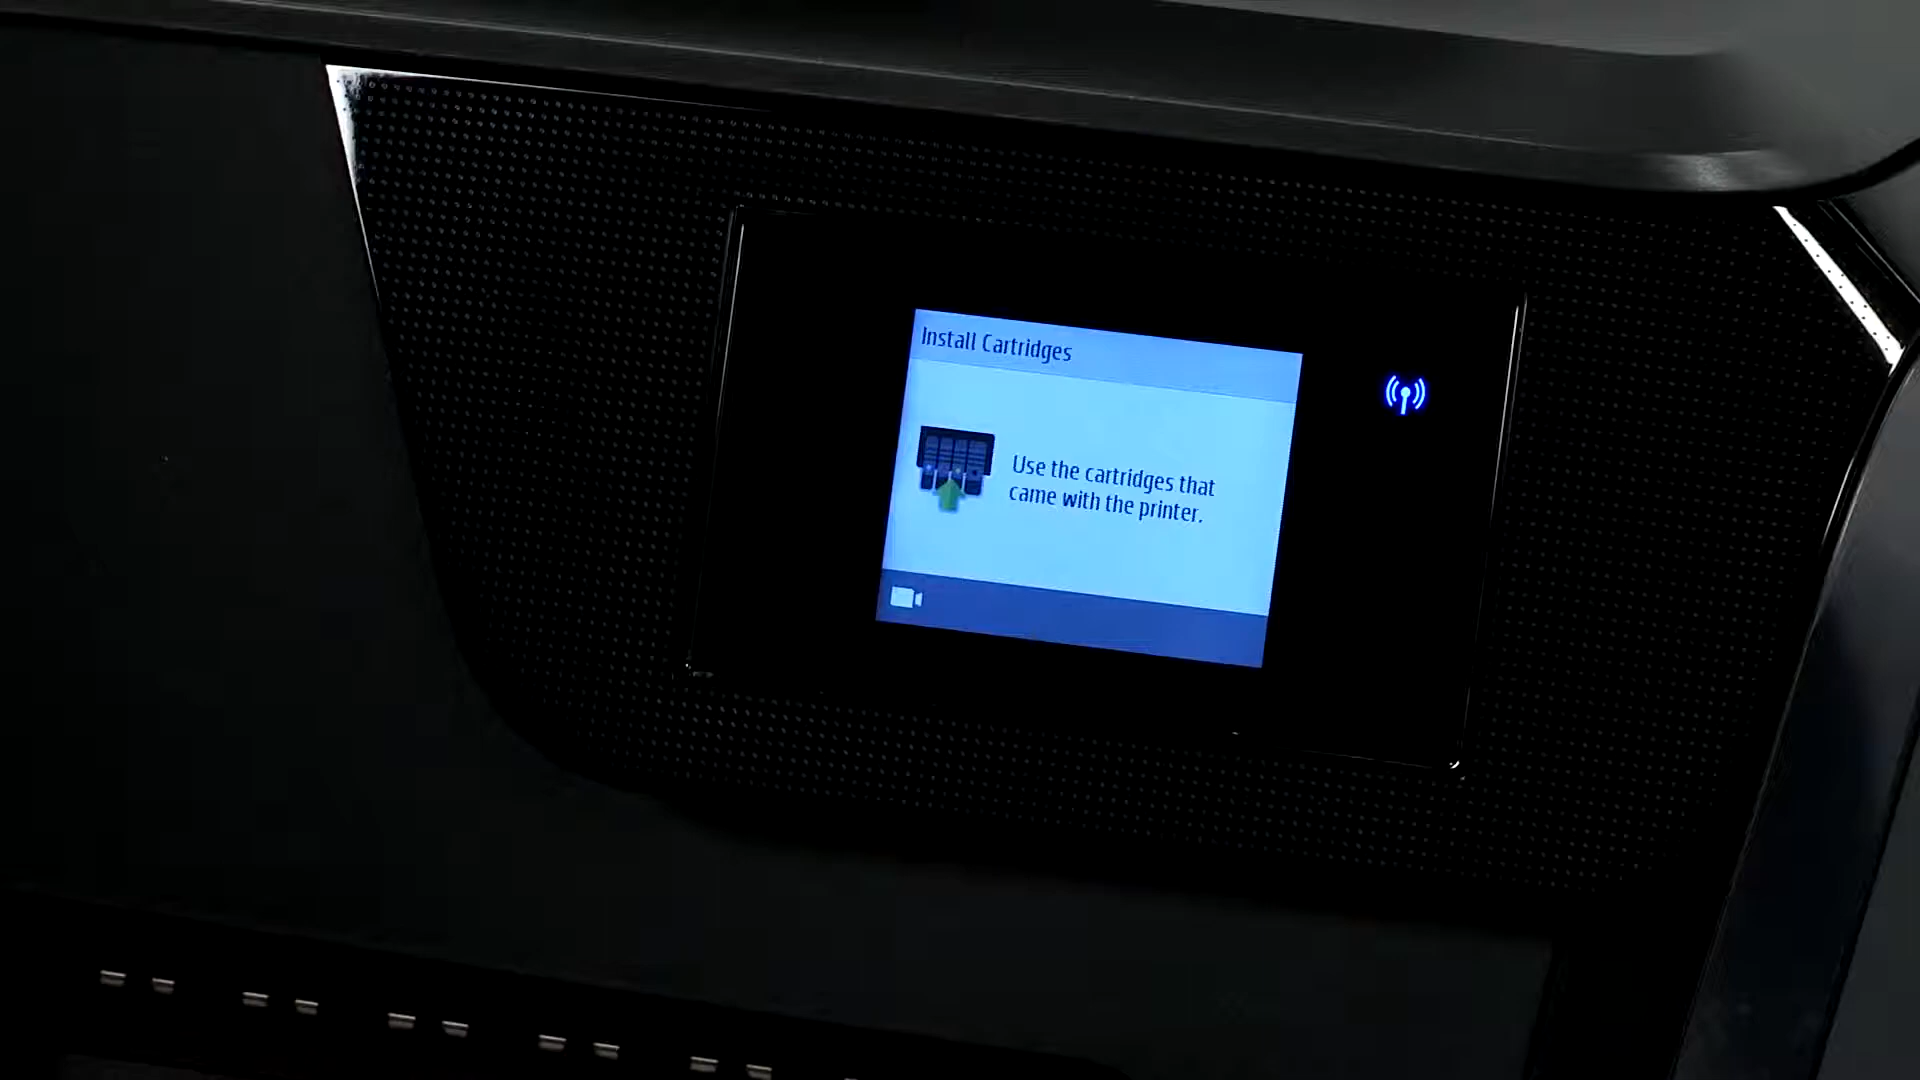 Install Cartridges
Use the cartridges that
came with the printer.